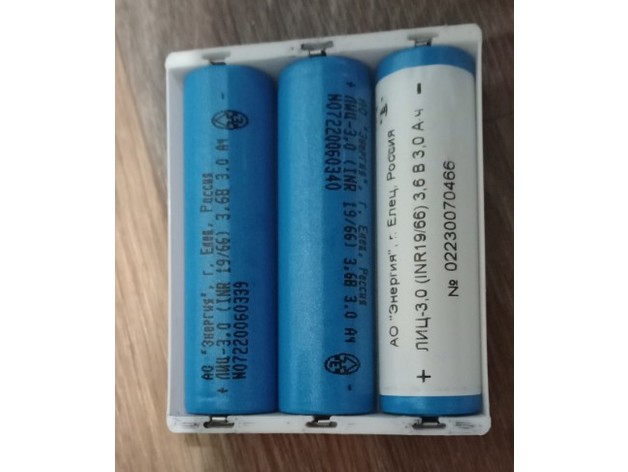 АО "Энергия", г. Елец, Россия
+ ЛИЦ-3.0 (INR 19/66) 3,6В 3,0 Ач -
№07220060339
АО "Энергия", г. Елец, Россия
+ ЛИЦ-3.0 (INR 19/66) 3,6В 3,0 Ач
№07220060340
АО "Энергия", г. Елец, Россия
+ ЛИЦ-3,0 (INR19/66) 3,6 В 3,0 А ч -
№ 02230070466